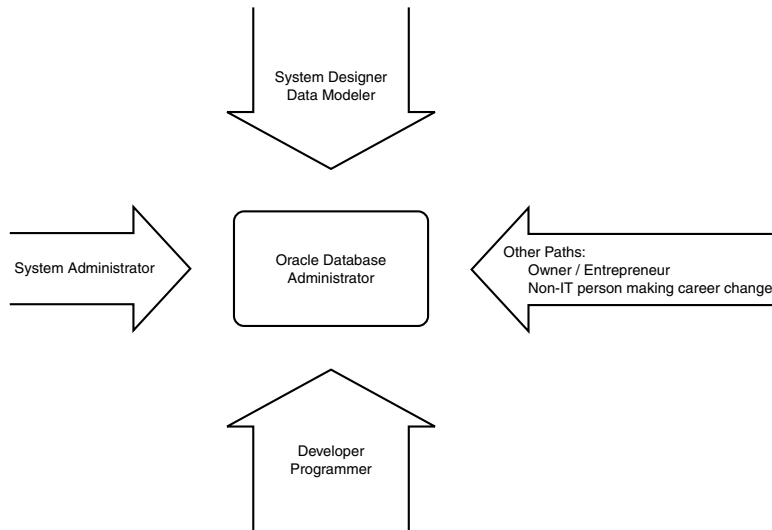 System Designer
Data Modeler
System Administrator
Oracle Database
Administrator
Other Paths:
Owner / Entrepreneur
Non-IT person making career change
Developer
Programmer